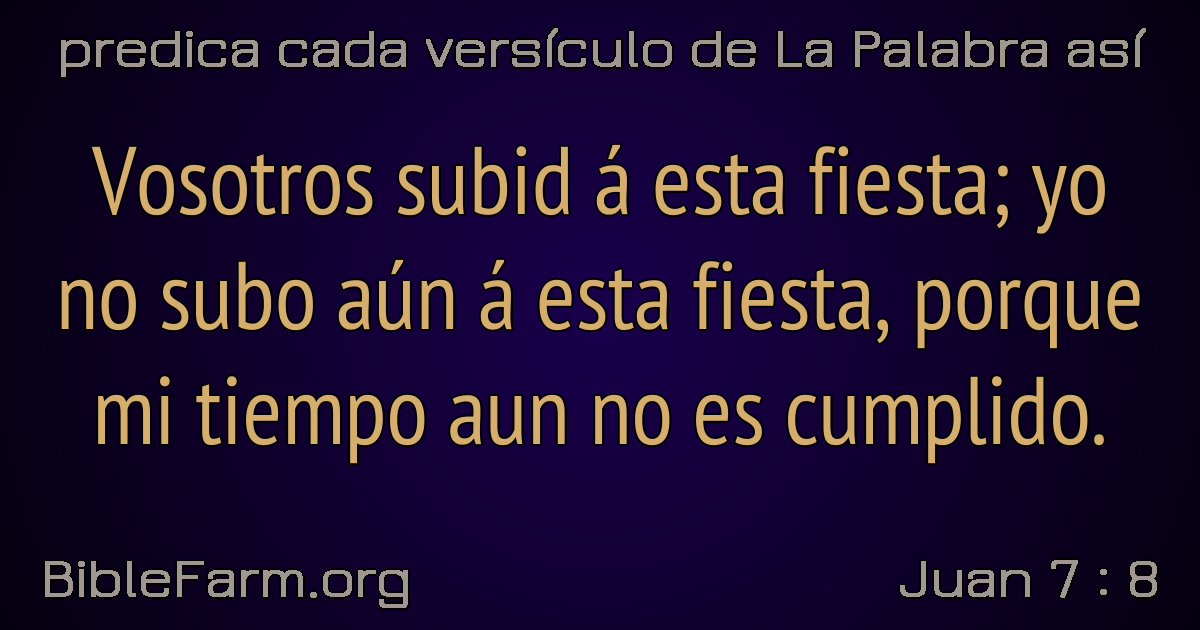 predica cada versículo de La Palabra así
Vosotros subid á esta fiesta; yo
no subo aún á esta fiesta, porque
mi tiempo aun no es cumplido.
BibleFarm.org
Juan 7 : 8